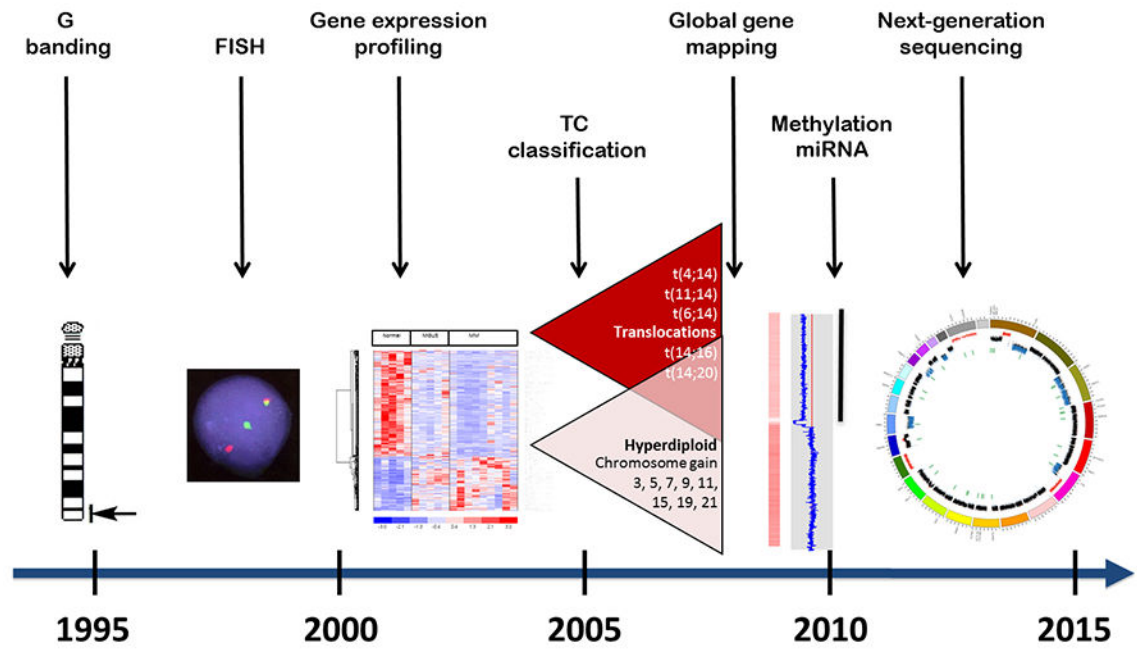 G
banding
FISH
Gene expression
profiling
TC
classification
Global gene
mapping
Methylation
miRNA
Next-generation
sequencing
Normal
MGUS
MM
t(4;14)
t(11;14)
t(6;14)
Translocations
t(14;16)
t(14;20)
Hyperdiploid
Chromosome gain
3, 5, 7, 9, 11,
15, 19, 21
1995
2000
2005
2010
2015